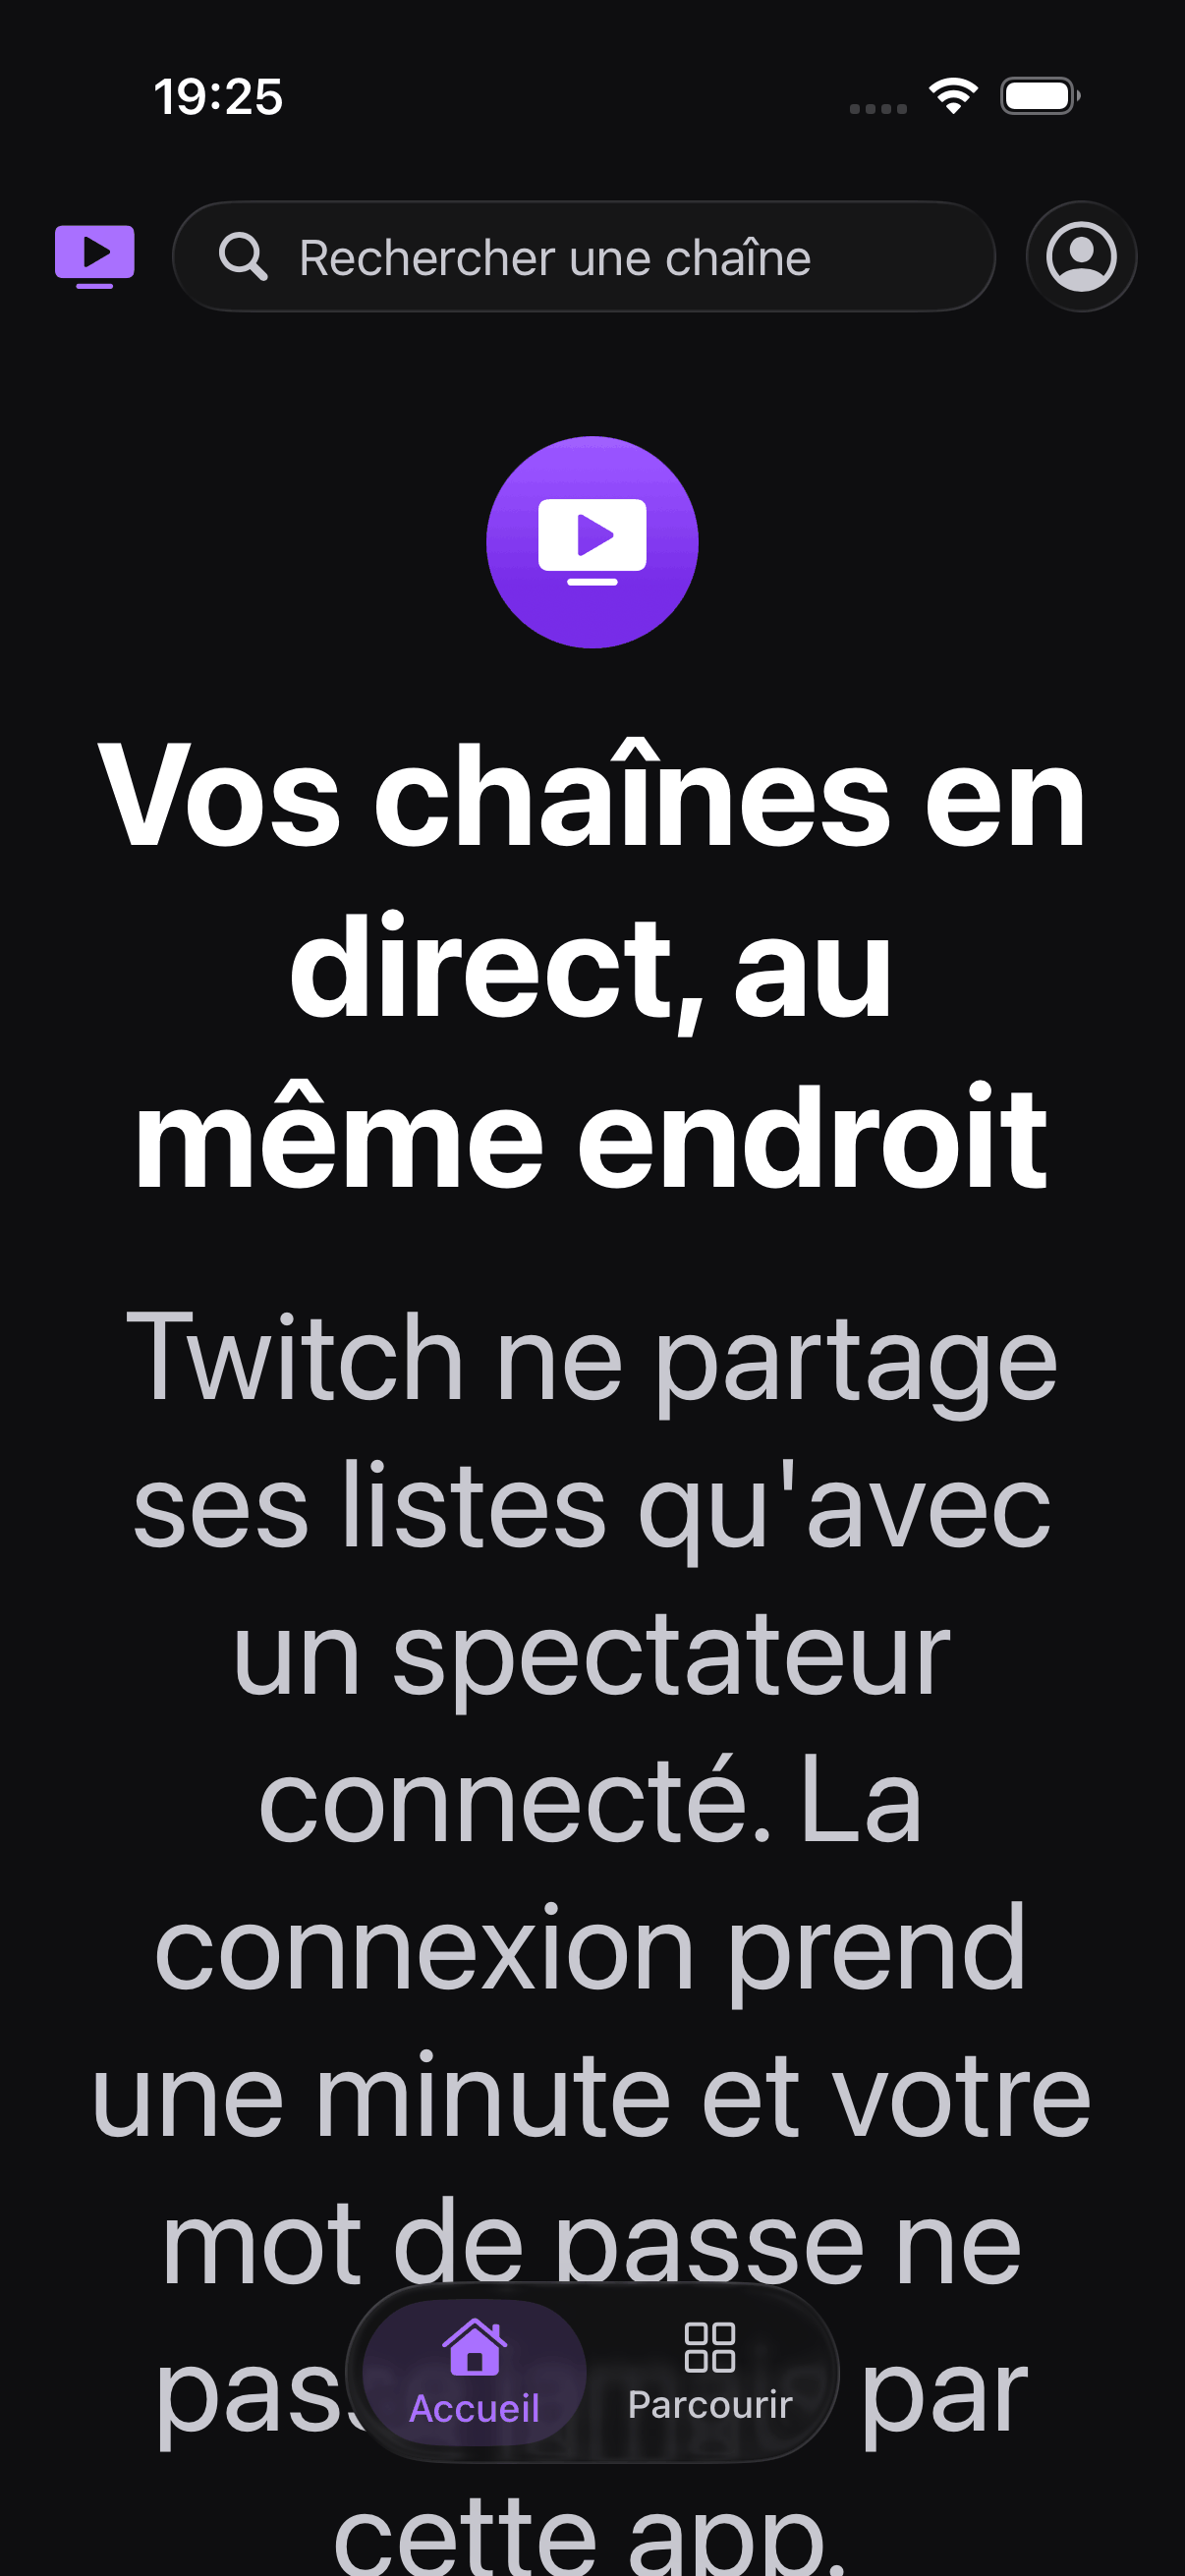 19:25
Rechercher une chaîne
Vos chaînes en
direct, au
même endroit
Twitch ne partage
ses listes qu'avec
un spectateur
connecté. La
connexion prend
une minute et votre
mot de passe ne
par
cette app.
Accueil
Parcourir